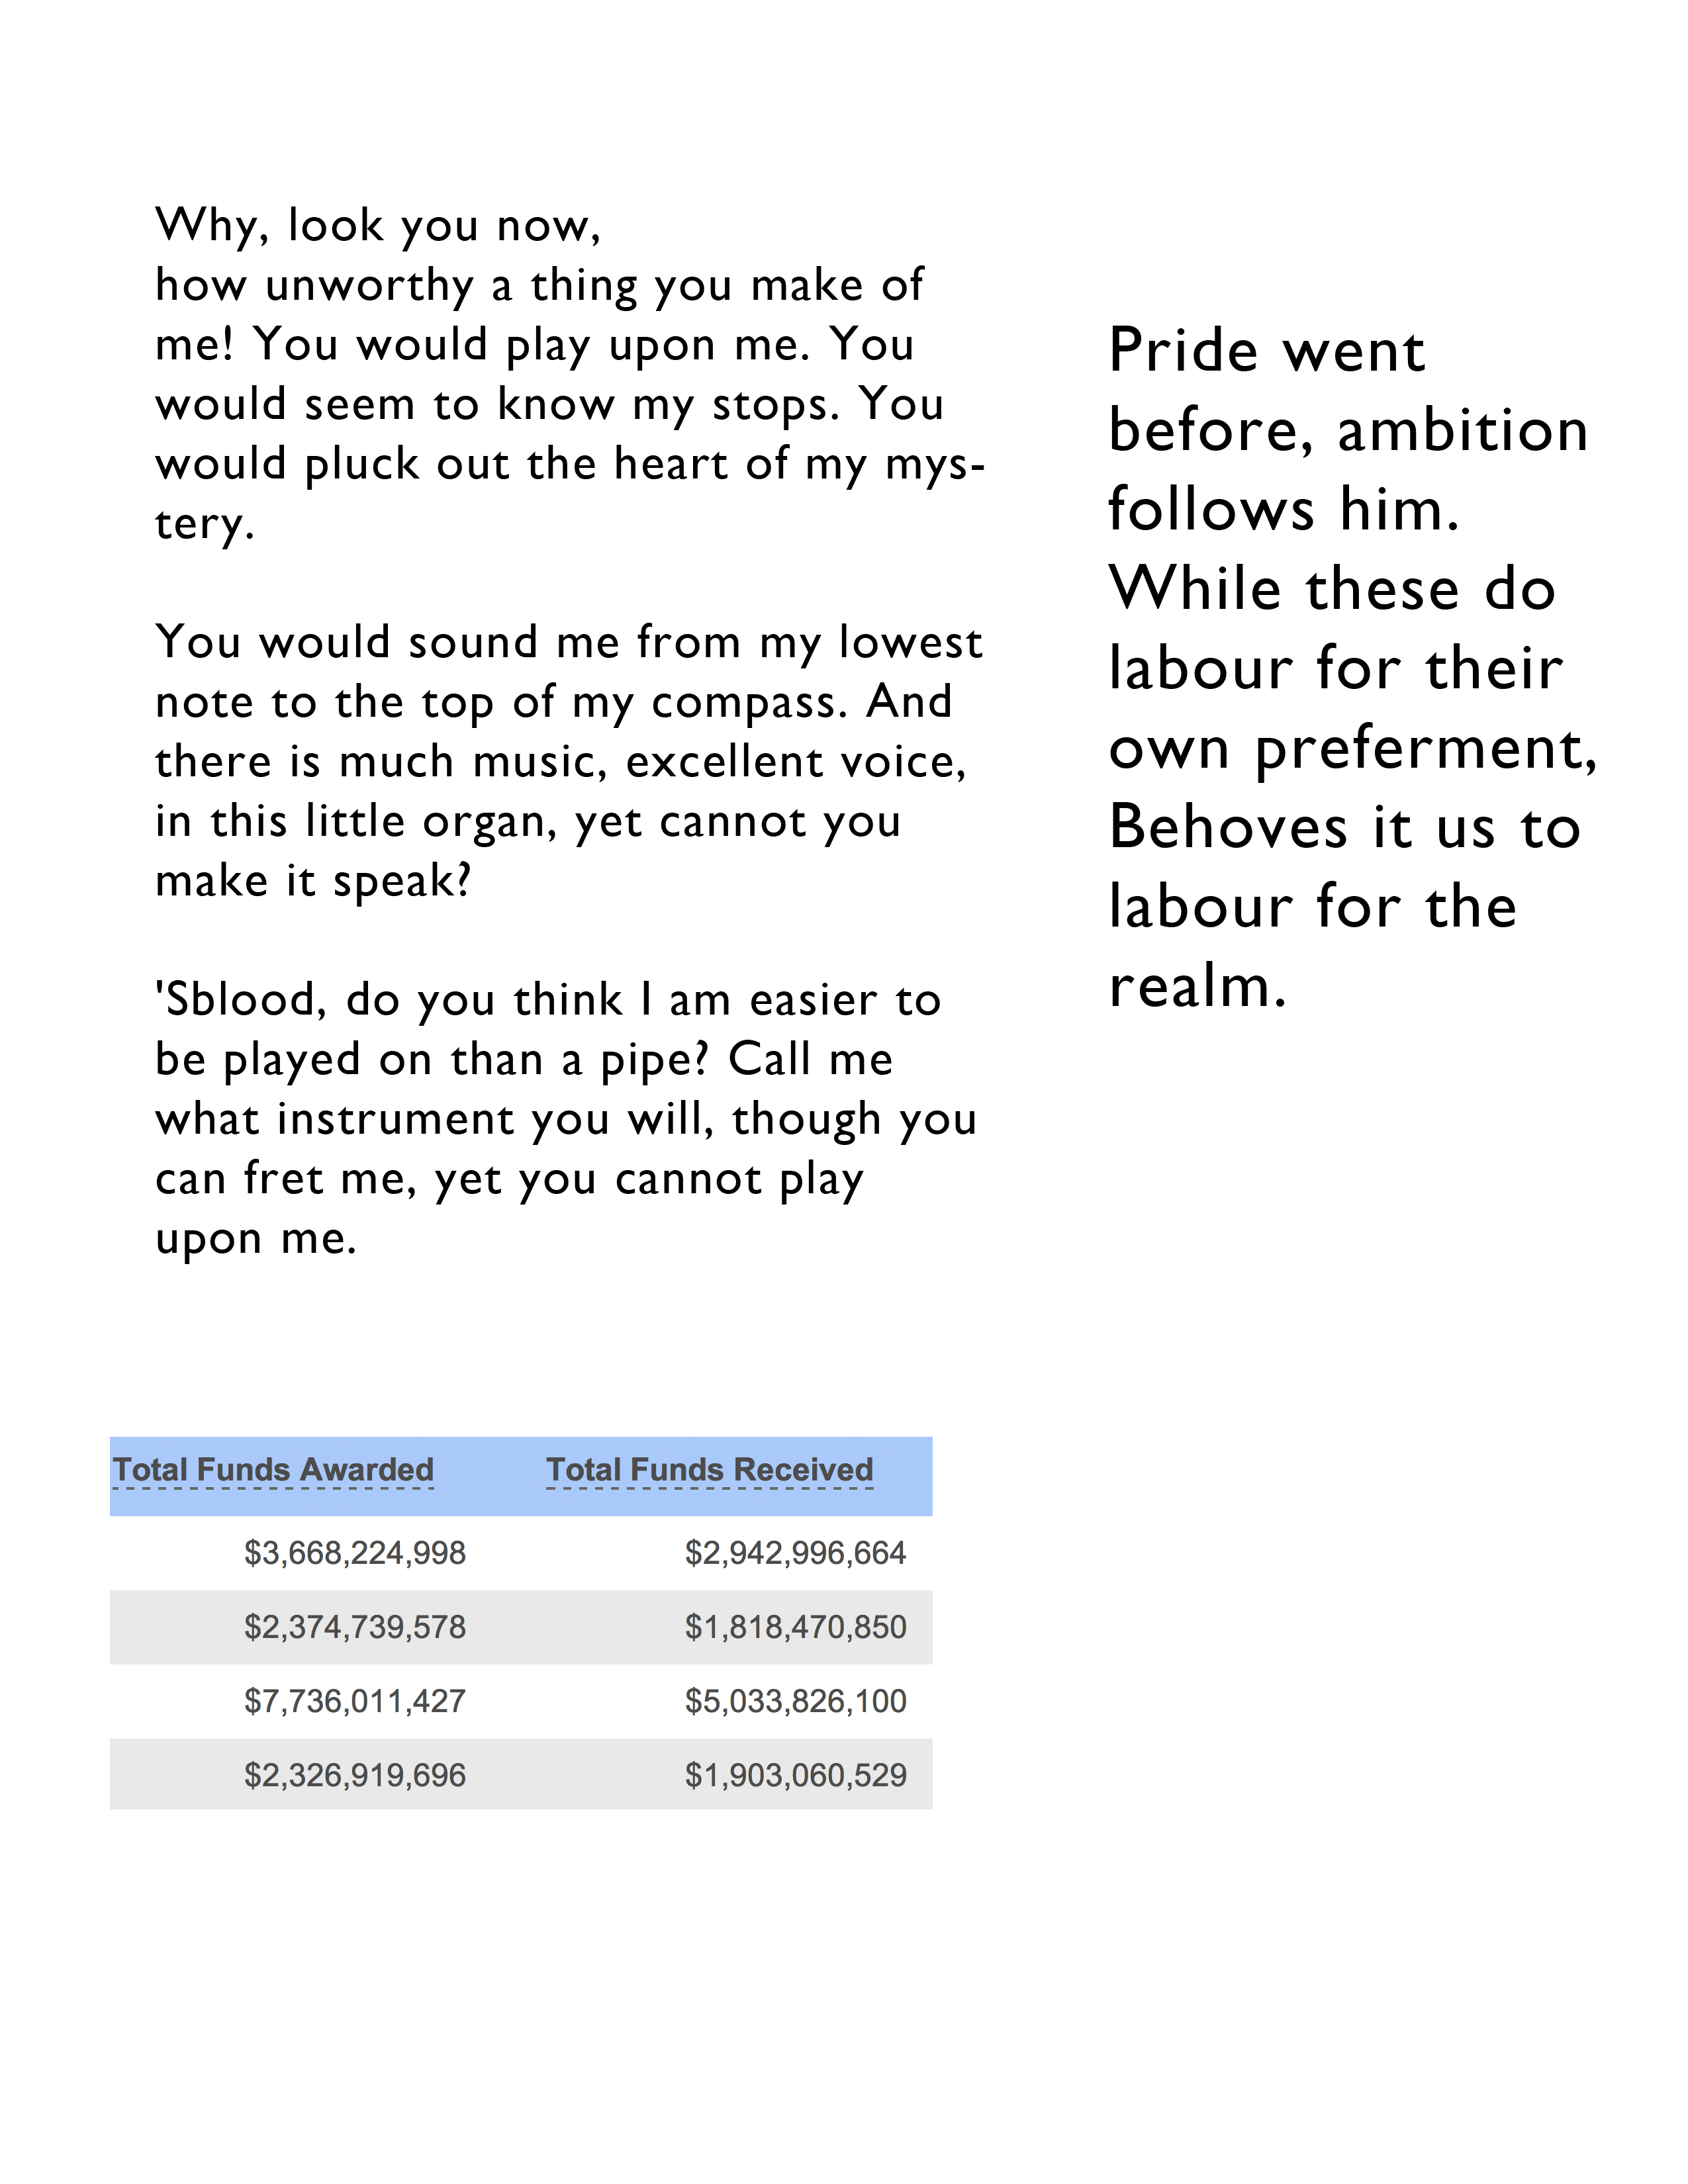 Why, look you now,
how unworthy a thing you make of
me! You would play upon me. You
would seem to know my stops. You
would pluck out the heart of my mys-
tery.
You would sound me from my lowest
note to the top of my compass. And
there is much music, excellent voice,
in this little organ, yet cannot you
make it speak?
'Sblood, do you think I am easier to
be played on than a pipe? Call me
what instrument you will, though you
can fret me, yet you cannot play
upon me.
Pride went
before, ambition
follows him.
While these do
labour for their
own preferment,
Behoves it us to
labour for the
realm.
Total Funds Awarded Total Funds Received
$3,668,224,998 $2,942,996,664
$2,374,739,578 $1,818,470,850
$7,736,011,427 $5,033,826,100
$2,326,919,696 $1,903,060,529